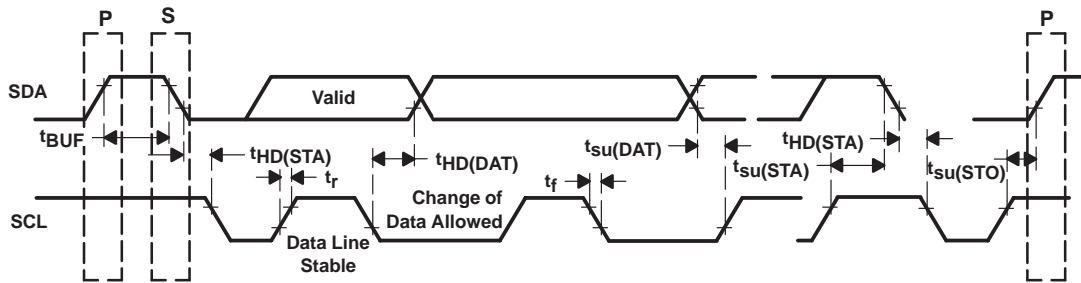 P
S
P
SDA
Valid
tBUF
tHD(STA)
tr
tHD(DAT)
tsu(DAT)
tf
tHD(STA)
tsu(STA)
tsu(STO)
SCL
Change of
Data Allowed
Data Line
Stable